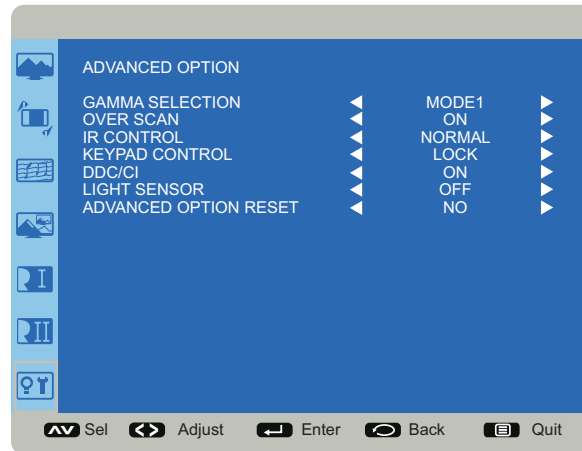 ADVANCED OPTION
GAMMA SELECTION MODE1
OVER SCAN ON
IR CONTROL NORMAL
KEYPAD CONTROL LOCK
DDC/CI ON
LIGHT SENSOR OFF
ADVANCED OPTION RESET NO
I
II
Sel Adjust Enter Back Quit